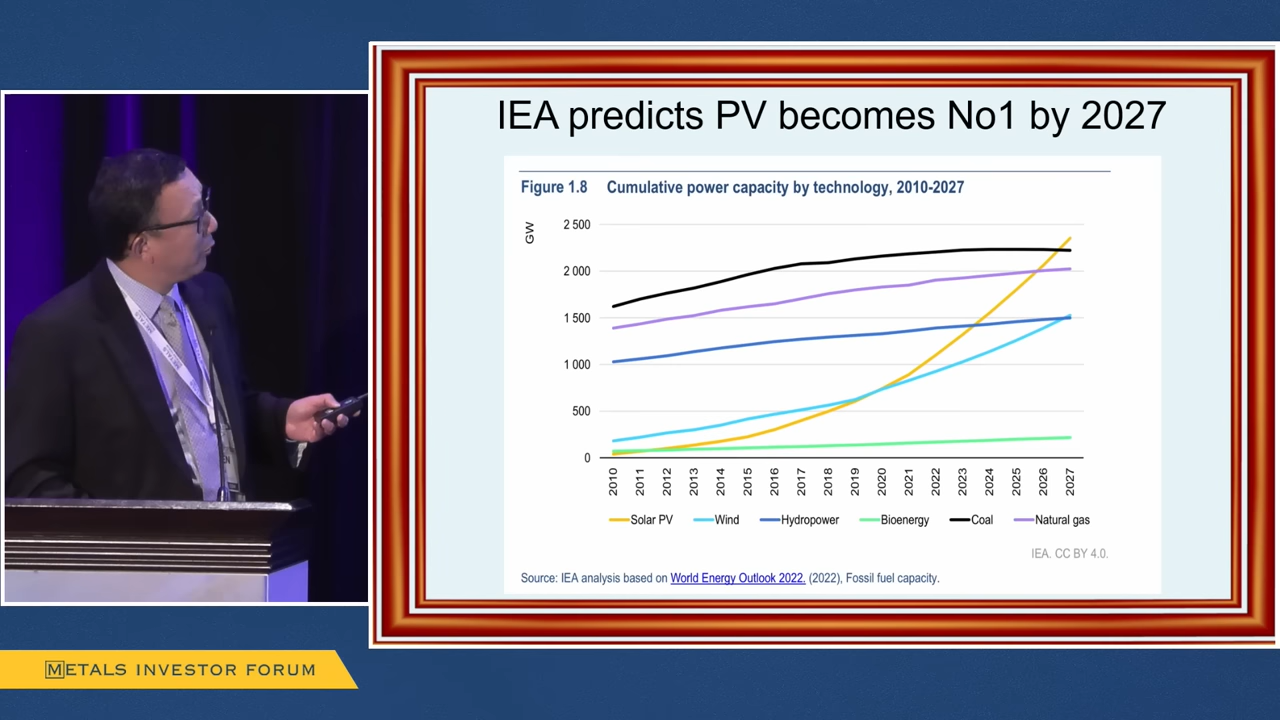 IEA predicts PV becomes No1 by 2027
Figure 1.8 Cumulative power capacity by technology, 2010-2027
GW
2 500
2 000
1 500
1 000
500
0
2010 2011 2012 2013 2014 2015 2016 2017 2018 2019 2020 2021 2022 2023 2024 2025 2026 2027
Solar PV Wind Hydropower Bioenergy Coal Natural gas
IEA. CC BY 4.0.
Source: IEA analysis based on World Energy Outlook 2022. (2022), Fossil fuel capacity.
METALS INVESTOR FORUM